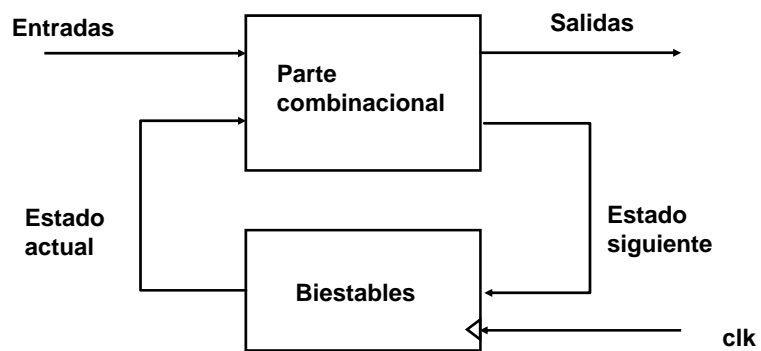 Entradas
Salidas
Parte
combinacional
Estado
actual
Estado
siguiente
Biestables
clk